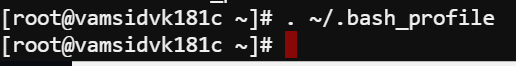 [root@vamsidvk181c ~]# . ~/.bash_profile
[root@vamsidvk181c ~]#